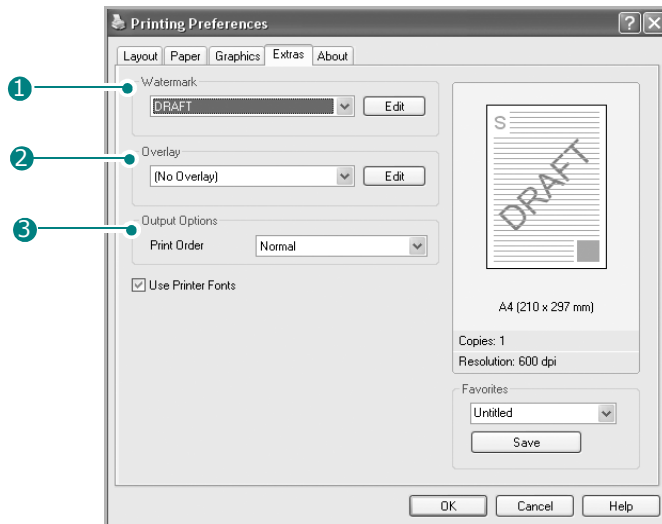 Printing Preferences
Layout Paper Graphics Extras About
1
Watermark
DRAFT Edit
2
Overlay
(No Overlay) Edit
3
Output Options
Print Order Normal
Use Printer Fonts
S
DRAFT
A4 (210 x 297 mm)
Copies: 1
Resolution: 600 dpi
Favorites
Untitled
Save
OK Cancel Help